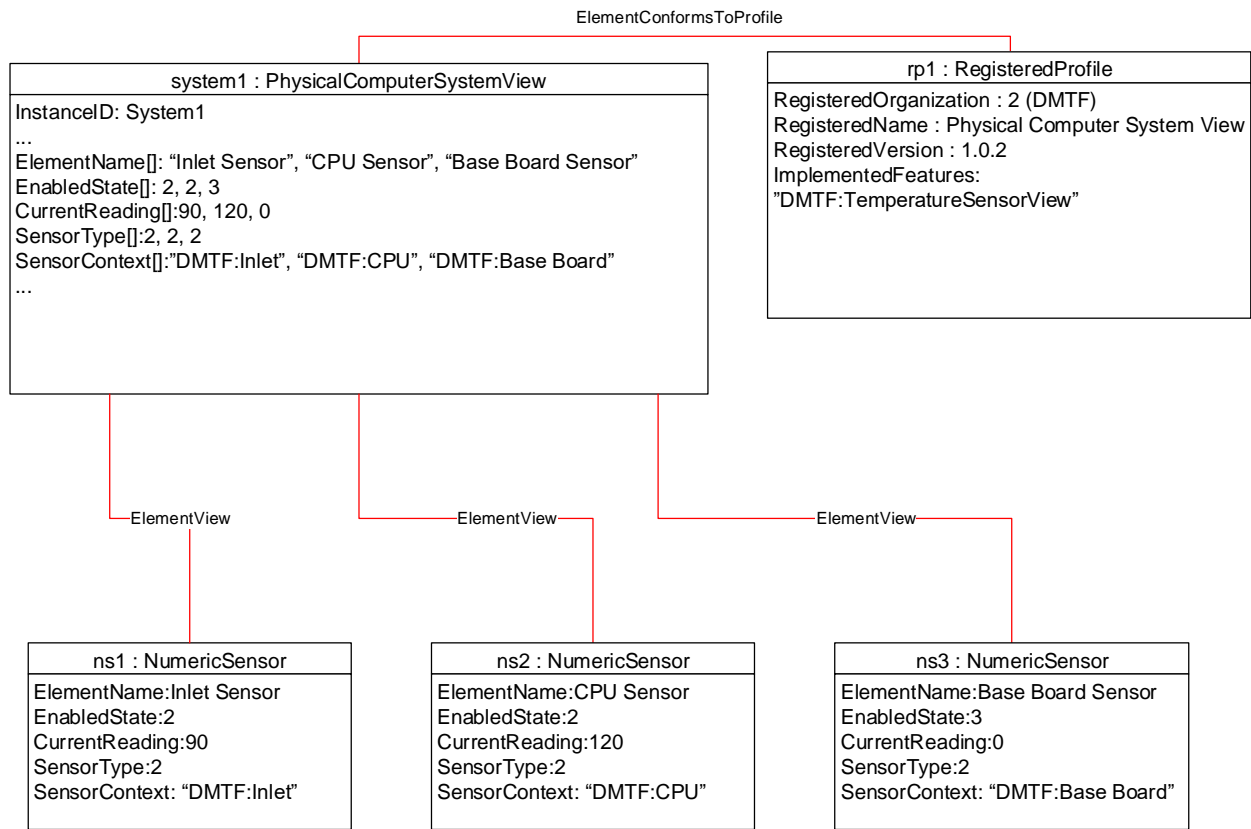 ElementConformsToProfile
system1 : PhysicalComputerSystemView
InstanceID: System1
...
ElementName[]: “Inlet Sensor”, “CPU Sensor”, “Base Board Sensor”
EnabledState[]: 2, 2, 3
CurrentReading[]:90, 120, 0
SensorType[]:2, 2, 2
SensorContext[]:”DMTF:Inlet”, “DMTF:CPU”, “DMTF:Base Board”
...
rp1 : RegisteredProfile
RegisteredOrganization : 2 (DMTF)
RegisteredName : Physical Computer System View
RegisteredVersion : 1.0.2
ImplementedFeatures:
”DMTF:TemperatureSensorView”
ElementView
ElementView
ElementView
ns1 : NumericSensor
ElementName:Inlet Sensor
EnabledState:2
CurrentReading:90
SensorType:2
SensorContext: “DMTF:Inlet”
ns2 : NumericSensor
ElementName:CPU Sensor
EnabledState:2
CurrentReading:120
SensorType:2
SensorContext: “DMTF:CPU”
ns3 : NumericSensor
ElementName:Base Board Sensor
EnabledState:3
CurrentReading:0
SensorType:2
SensorContext: “DMTF:Base Board”